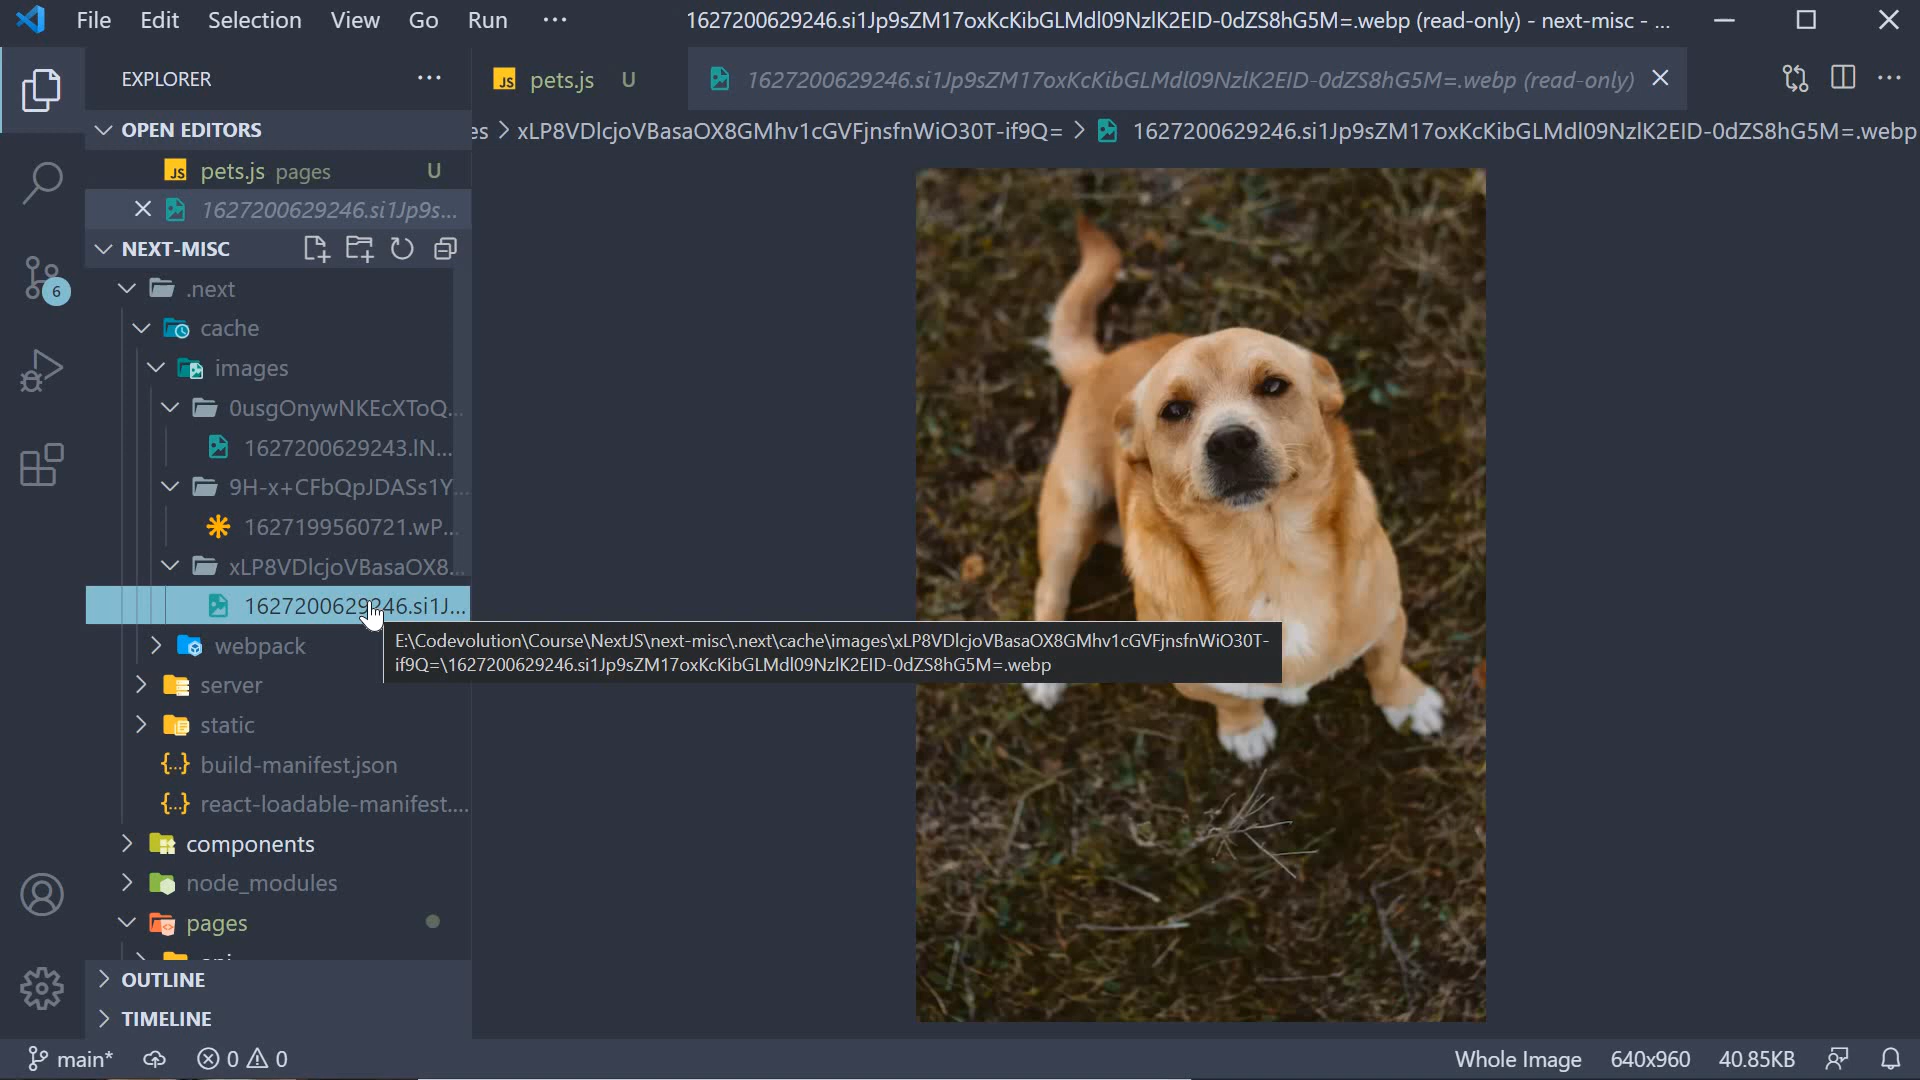 File Edit Selection View Go Run ···
1627200629246.si1Jp9sZM17oxKcKibGLMdl09NzlK2EID-0dZS8hG5M=.webp (read-only) - next-misc - ...
EXPLORER
JS pets.js U
1627200629246.si1Jp9sZM17oxKcKibGLMdl09NzlK2EID-0dZS8hG5M=.webp (read-only)
es > xLP8VDlcjoVBasaOX8GMhv1cGVFjnsfnWiO30T-if9Q= > 1627200629246.si1Jp9sZM17oxKcKibGLMdl09NzlK2EID-0dZS8hG5M=.webp
OPEN EDITORS
JS pets.js pages U
1627200629246.si1Jp9s...
NEXT-MISC
.next
cache
images
0usgOnywNKEcXToQ...
1627200629243.lN...
9H-x+CFbQpJDASs1Y...
1627199560721.wP...
xLP8VDlcjoVBasaOX8...
1627200629246.si1J...
E:\Codevolution\Course\NextJS\next-misc\.next\cache\images\xLP8VDlcjoVBasaOX8GMhv1cGVFjnsfnWiO30T-
if9Q=\1627200629246.si1Jp9sZM17oxKcKibGLMdl09NzlK2EID-0dZS8hG5M=.webp
webpack
server
static
build-manifest.json
react-loadable-manifest....
components
node_modules
pages
OUTLINE
TIMELINE
6
main* 0 0
Whole Image 640x960 40.85KB